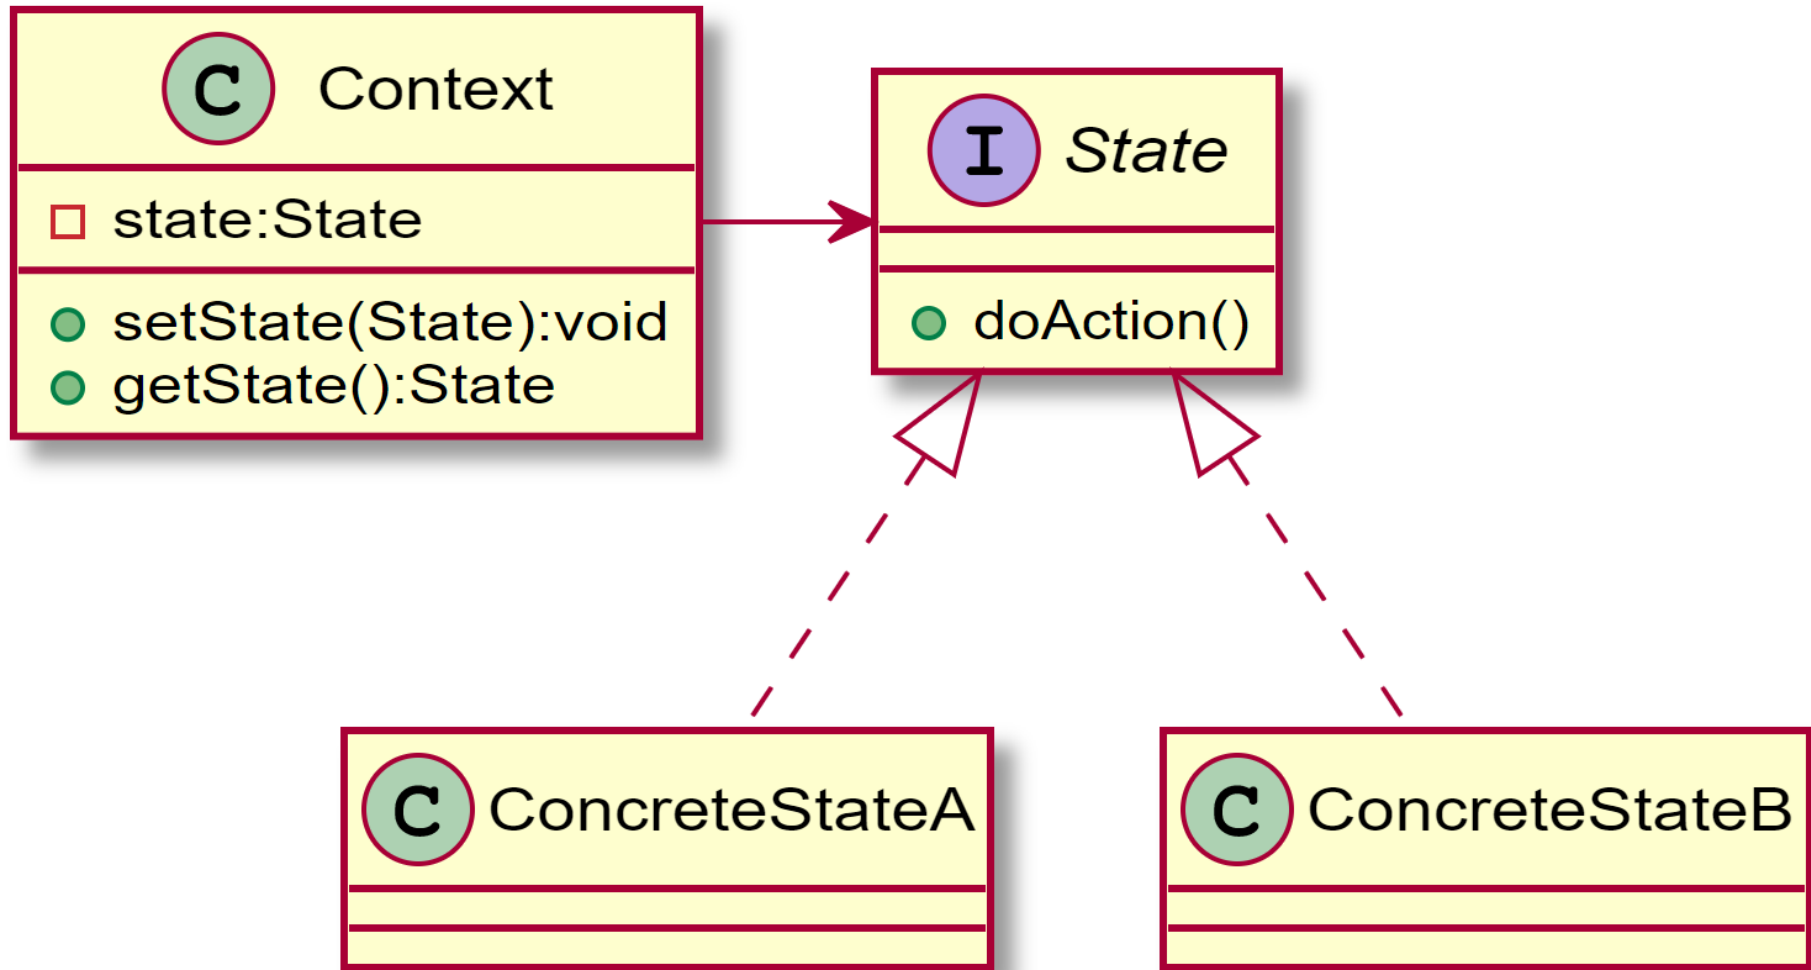 C Context
state:State
setState(State):void
getState():State
I State
doAction()
C ConcreteStateA
C ConcreteStateB